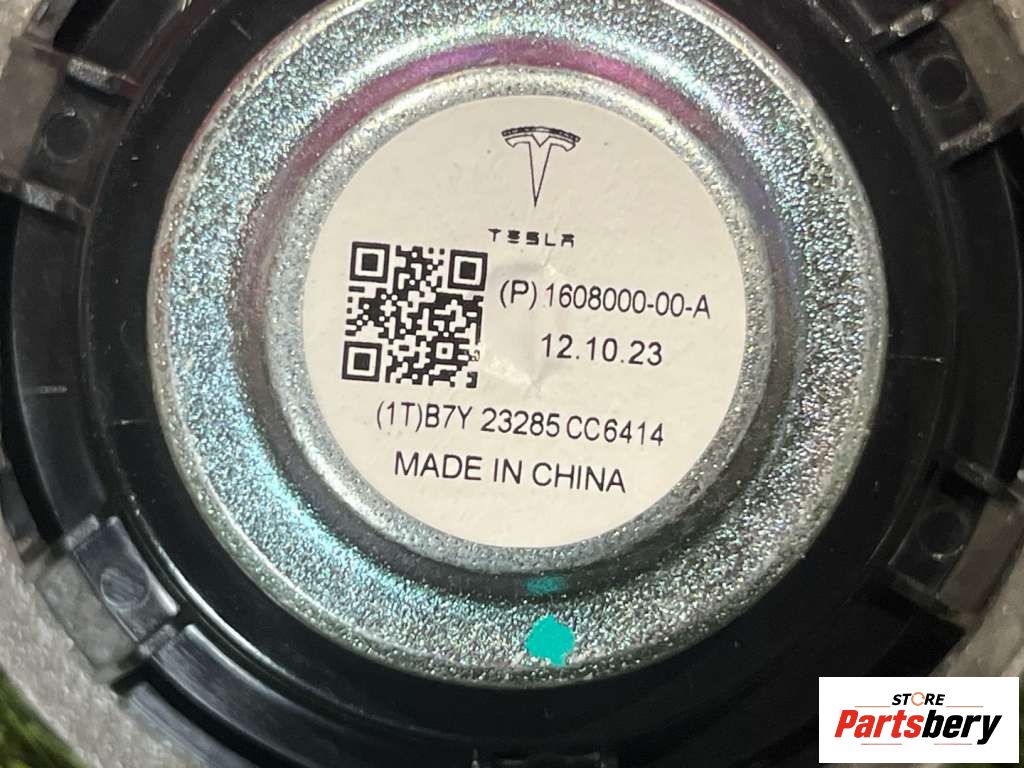 TESLA
(P) 1608000-00-A
12.10.23
(1T)B7Y 23285 CC6414
MADE IN CHINA
STORE
Partsbery